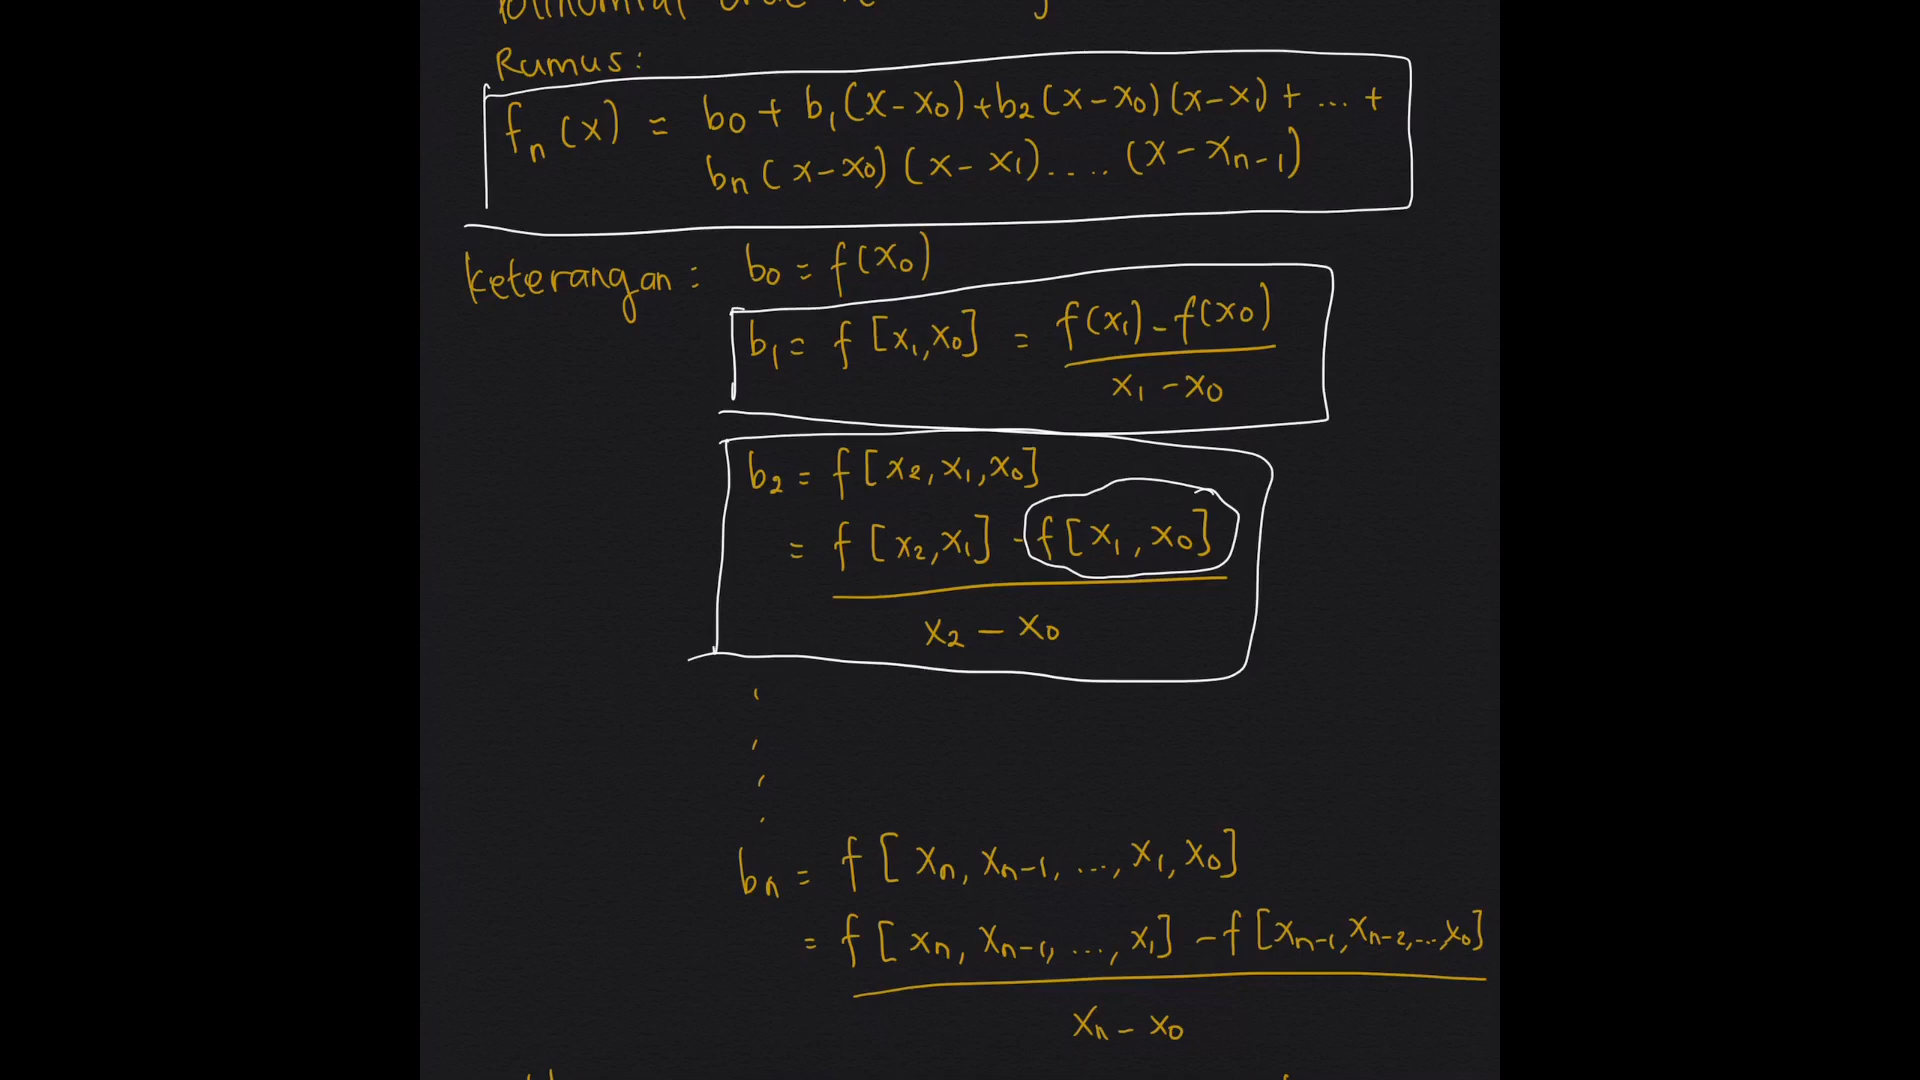 Rumus:
fn (x) = b0 + b1(x-x0)+b2(x-x0)(x-x1)+...+
bn(x-x0)(x-x1)....(x-xn-1)
keterangan: b0 = f(x0)
b1 = f[x1,x0] = f(x1)-f(x0)
x1-x0
b2 = f[x2,x1,x0]
= f[x2,x1] - f[x1,x0]
x2-x0
bn = f[xn,xn-1,...,x1,x0]
= f[xn,xn-1,...,x1] -f[xn-1,xn-2,...,x0]
xn-x0